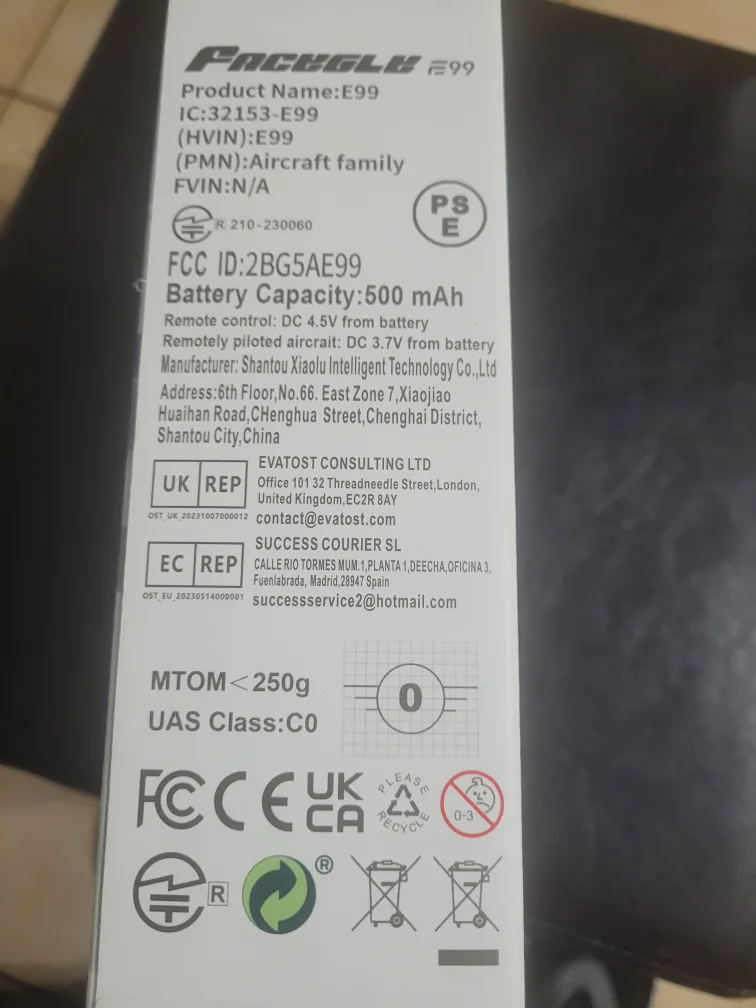 FACEGLE E99
Product Name:E99
IC:32153-E99
(HVIN):E99
(PMN):Aircraft family
FVIN:N/A
R 210-230060
PS
E
FCC ID:2BG5AE99
Battery Capacity:500 mAh
Remote control: DC 4.5V from battery
Remotely piloted aircrait: DC 3.7V from battery
Manufacturer: Shantou Xiaolu Intelligent Technology Co.,Ltd
Address:6th Floor,No.66. East Zone 7,Xiaojiao
Huaihan Road,CHenghua Street,Chenghai District,
Shantou City,China
UK REP
OST_UK_20231007000012
EVATOST CONSULTING LTD
Office 101 32 Threadneedle Street,London,
United Kingdom,EC2R 8AY
contact@evatost.com
EC REP
OST_EU_20230514000001
SUCCESS COURIER SL
CALLE RIO TORMES MUM.1,PLANTA 1,DEECHA,OFICINA 3,
Fuenlabrada, Madrid,28947 Spain
successservice2@hotmail.com
MTOM<250g
UAS Class:C0
0
FC CE UK
CA
PLEASE
RECYCLE
0-3
R
®